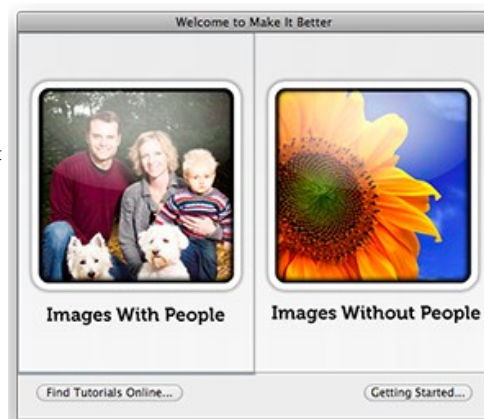 Welcome to Make It Better
Images With People
Images Without People
Find Tutorials Online...
Getting Started...